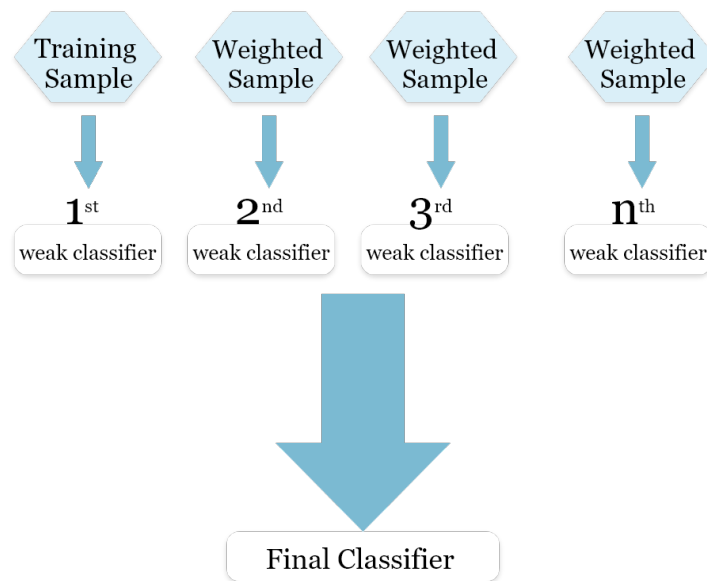 Training
Sample
Weighted
Sample
Weighted
Sample
Weighted
Sample
1st
2nd
3rd
nth
weak classifier
weak classifier
weak classifier
weak classifier
Final Classifier